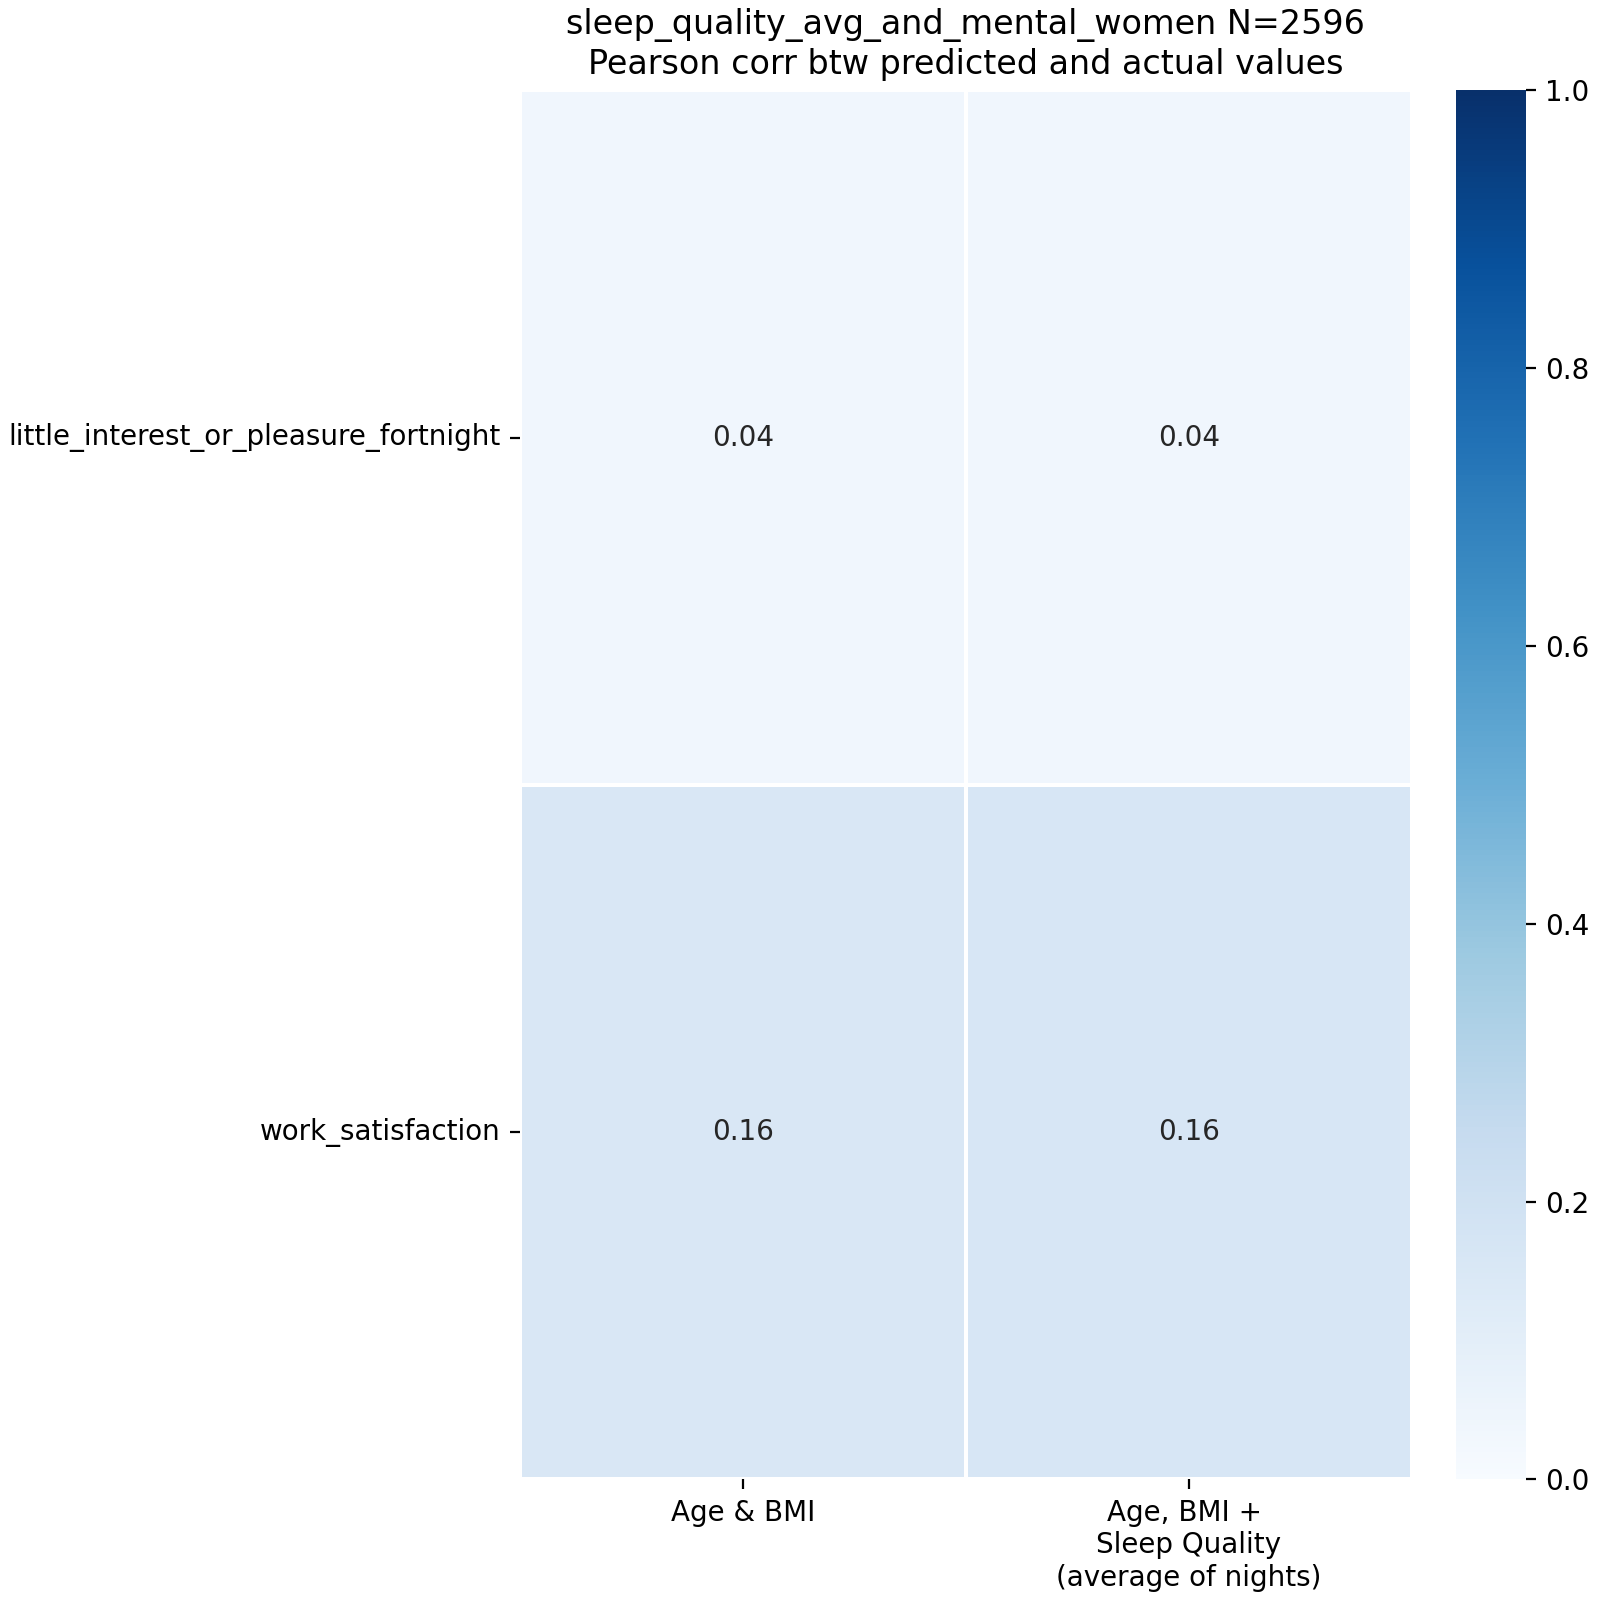 sleep_quality_avg_and_mental_women N=2596
Pearson corr btw predicted and actual values
little_interest_or_pleasure_fortnight
0.04
0.04
work_satisfaction
0.16
0.16
Age & BMI
Age, BMI +
Sleep Quality
(average of nights)
1.0
0.8
0.6
0.4
0.2
0.0